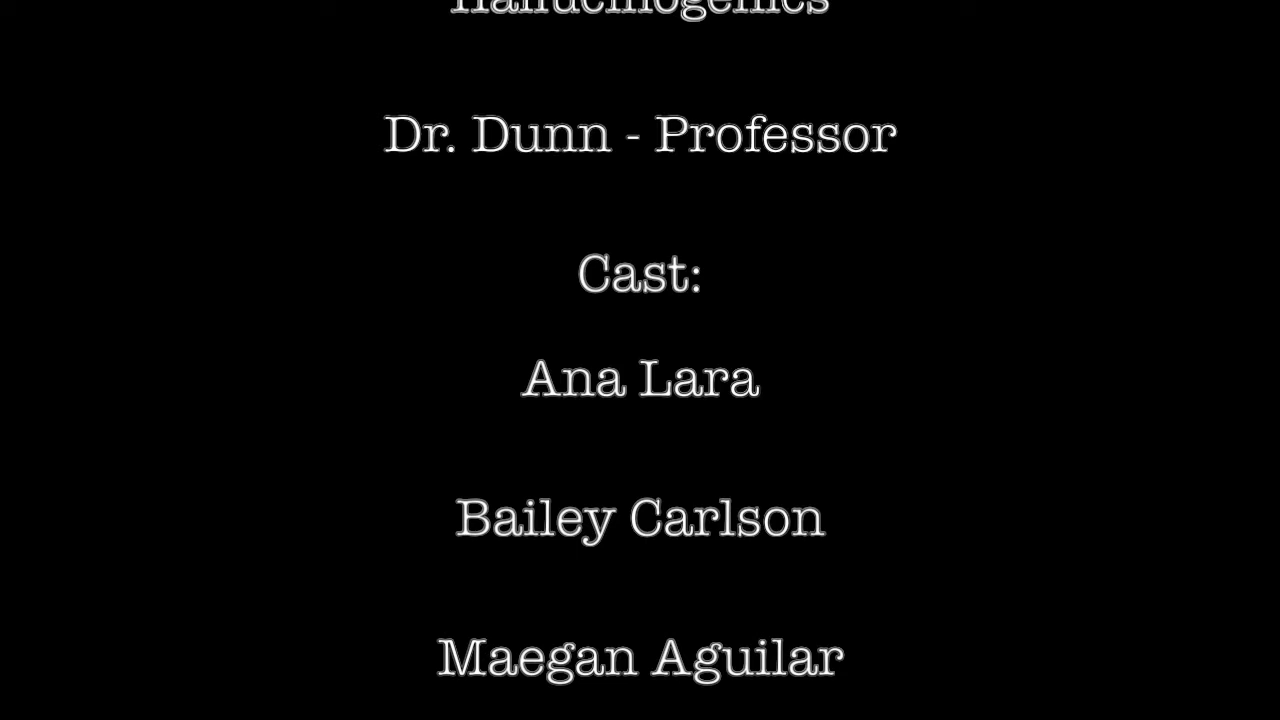 Dr. Dunn - Professor
Cast:
Ana Lara
Bailey Carlson
Maegan Aguilar